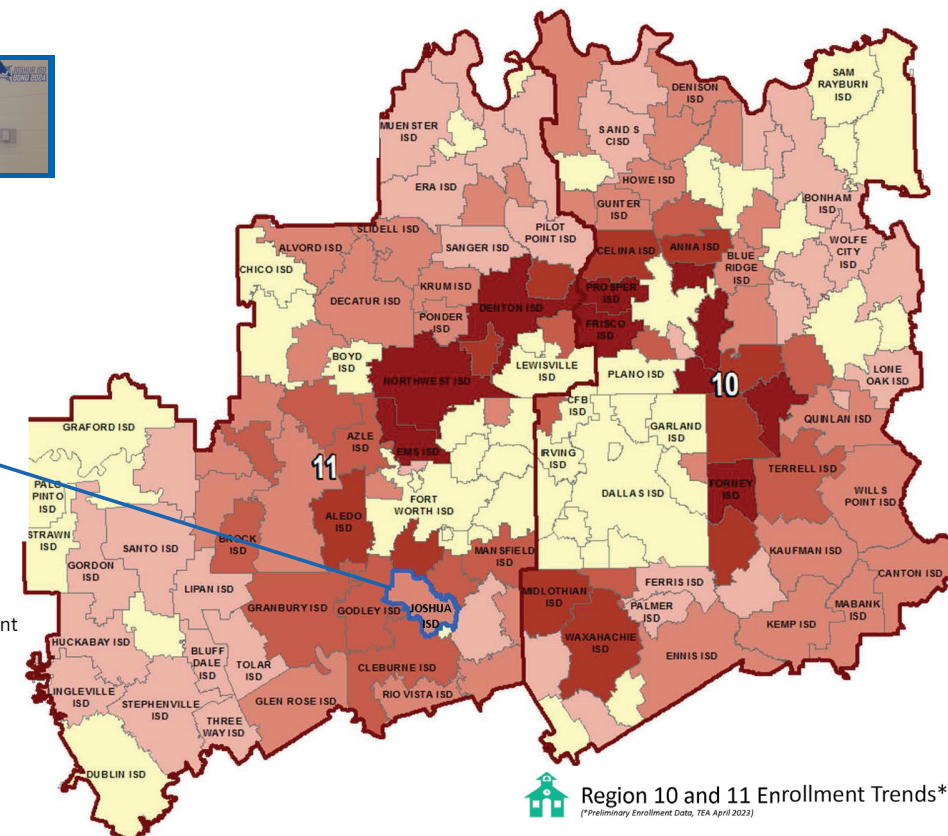 JOSHUA ISD
BOND 2024
SAM
RAYBURN
ISD
DENISON
ISD
MUENSTER
ISD
SAND S
CISD
ERA ISD
HOWE ISD
GUNTER
ISD
BONHAM
ISD
SLIDELL ISD
PILOT
POINT ISD
ALVORD ISD
SANGER ISD
CELINA ISD
ANNA ISD
WOLFE
CITY
ISD
BLUE
RIDGE
ISD
CHICO ISD
KRUM ISD
PROSPER
ISD
DECATUR ISD
DENTON ISD
PONDER
ISD
FRISCO
ISD
BOYD
ISD
LEWISVILLE
ISD
PLANO ISD
LONE
OAK ISD
NORTHWEST ISD
10
CFB
ISD
QUINLAN ISD
GRAFORD ISD
GARLAND
ISD
AZLE
ISD
EMS ISD
IRVING
ISD
11
TERRELL ISD
PALO
PINTO
ISD
DALLAS ISD
FORNEY
ISD
WILLS
POINT ISD
FORT
WORTH ISD
ALEDO
ISD
STRAWN
ISD
BROCK
ISD
SANTO ISD
MANSFIELD
ISD
KAUFMAN ISD
GORDON
ISD
CANTON ISD
LIPAN ISD
FERRIS ISD
MIDLOTHIAN
ISD
GRANBURY ISD
GODLEY ISD
JOSHUA
ISD
PALMER
ISD
MABANK
ISD
ent
KEMP ISD
HUCKABAY ISD
WAXAHACHIE
ISD
BLUFF
DALE
ISD
TOLAR
ISD
ENNIS ISD
CLEBURNE ISD
LINGLEVILLE
ISD
RIO VISTA ISD
STEPHENVILLE
ISD
GLEN ROSE ISD
THREE
WAY ISD
DUBLIN ISD
Region 10 and 11 Enrollment Trends*
(*Preliminary Enrollment Data, TEA April 2023)